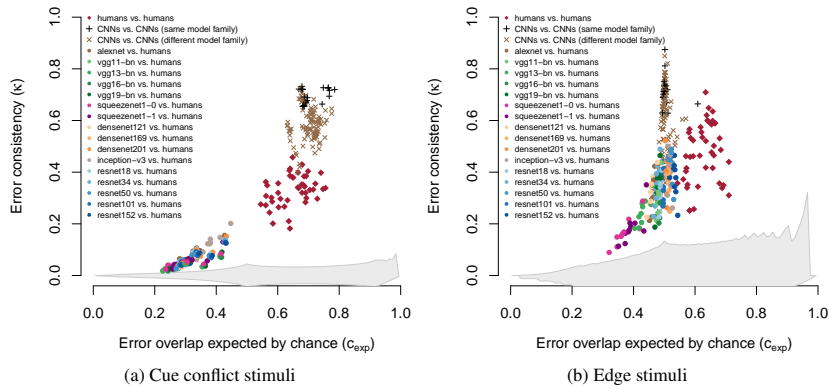 humans vs. humans
CNNs vs. CNNs (same model family)
CNNs vs. CNNs (different model family)
alexnet vs. humans
vgg11−bn vs. humans
vgg13−bn vs. humans
vgg16−bn vs. humans
vgg19−bn vs. humans
squeezenet1−0 vs. humans
squeezenet1−1 vs. humans
densenet121 vs. humans
densenet169 vs. humans
densenet201 vs. humans
inception−v3 vs. humans
resnet18 vs. humans
resnet34 vs. humans
resnet50 vs. humans
resnet101 vs. humans
resnet152 vs. humans
Error consistency (κ)
1.0
0.8
0.6
0.4
0.2
0.0
0.0 0.2 0.4 0.6 0.8 1.0
Error overlap expected by chance (cexp)
(a) Cue conflict stimuli
humans vs. humans
CNNs vs. CNNs (same model family)
CNNs vs. CNNs (different model family)
alexnet vs. humans
vgg11−bn vs. humans
vgg13−bn vs. humans
vgg16−bn vs. humans
vgg19−bn vs. humans
squeezenet1−0 vs. humans
squeezenet1−1 vs. humans
densenet121 vs. humans
densenet169 vs. humans
densenet201 vs. humans
inception−v3 vs. humans
resnet18 vs. humans
resnet34 vs. humans
resnet50 vs. humans
resnet101 vs. humans
resnet152 vs. humans
Error consistency (κ)
1.0
0.8
0.6
0.4
0.2
0.0
0.0 0.2 0.4 0.6 0.8 1.0
Error overlap expected by chance (cexp)
(b) Edge stimuli